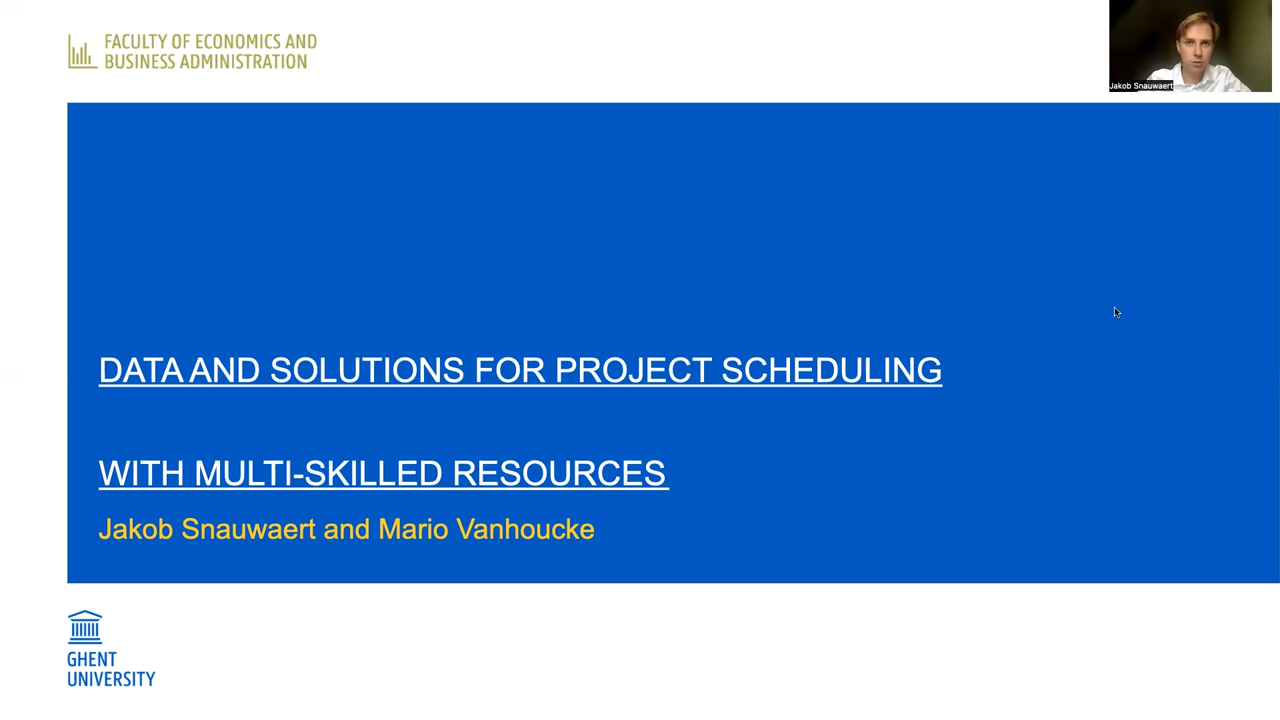 FACULTY OF ECONOMICS AND
BUSINESS ADMINISTRATION
Jakob Snauwaert
DATA AND SOLUTIONS FOR PROJECT SCHEDULING
WITH MULTI-SKILLED RESOURCES
Jakob Snauwaert and Mario Vanhoucke
GHENT
UNIVERSITY